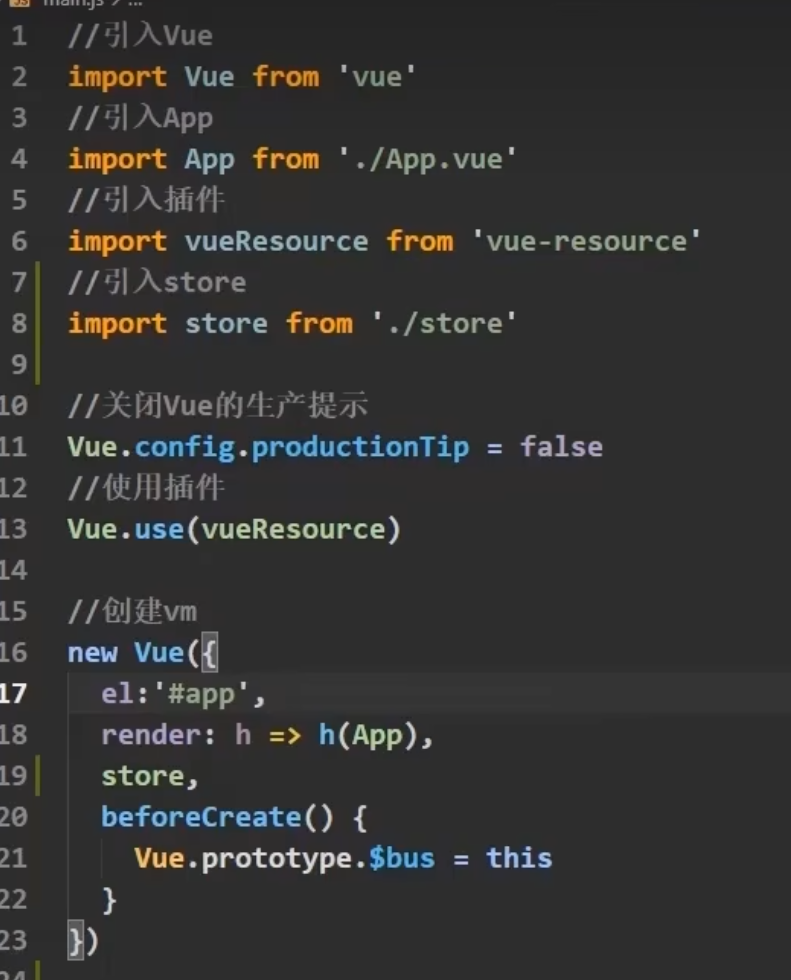 JS main.js > ...
1 //引入Vue
2 import Vue from 'vue'
3 //引入App
4 import App from './App.vue'
5 //引入插件
6 import vueResource from 'vue-resource'
7 //引入store
8 import store from './store'
9
10 //关闭Vue的生产提示
11 Vue.config.productionTip = false
12 //使用插件
13 Vue.use(vueResource)
14
15 //创建vm
16 new Vue({
17 el:'#app',
18 render: h => h(App),
19 store,
20 beforeCreate() {
21 Vue.prototype.$bus = this
22 }
23 })
24